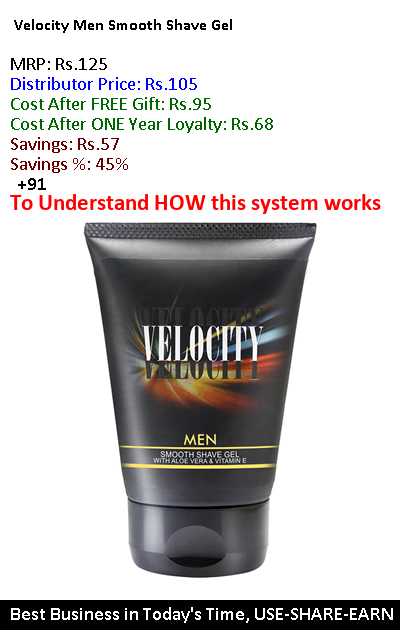 Velocity Men Smooth Shave Gel
MRP: Rs.125
Distributor Price: Rs.105
Cost After FREE Gift: Rs.95
Cost After ONE Year Loyalty: Rs.68
Savings: Rs.57
Savings %: 45%
+91
To Understand HOW this system works
VELOCITY
MEN
SMOOTH SHAVE GEL
WITH ALOE VERA & VITAMIN E
Best Business in Today's Time, USE-SHARE-EARN